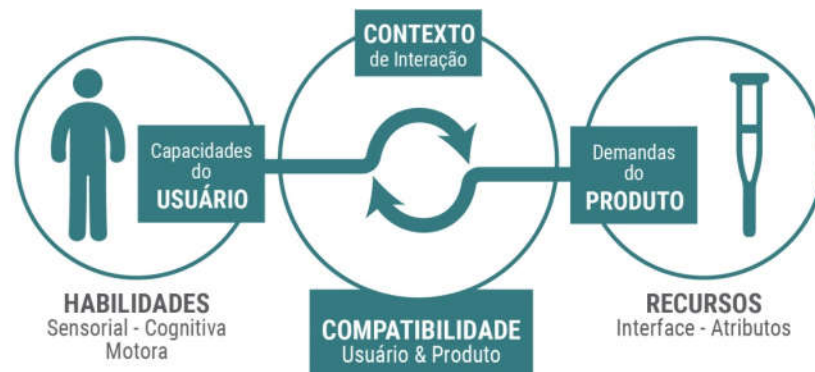 CONTEXTO
de Interação
Capacidades
do
USUÁRIO
Demandas
do
PRODUTO
HABILIDADES
Sensorial - Cognitiva
Motora
COMPATIBILIDADE
Usuário & Produto
RECURSOS
Interface - Atributos